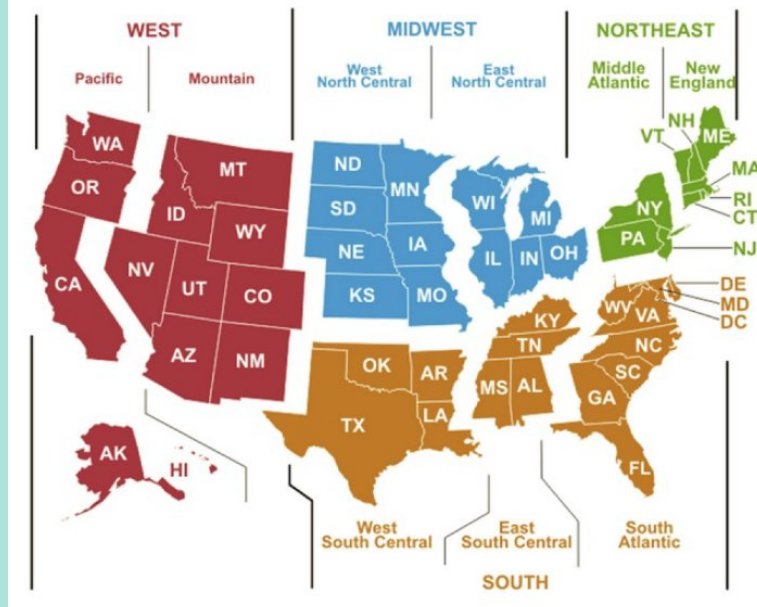 WEST
MIDWEST
NORTHEAST
Pacific
Mountain
West
North Central
East
North Central
Middle
Atlantic
New
England
WA
OR
CA
MT
ID
WY
NV
UT
CO
AZ
NM
AK
HI
ND
SD
NE
KS
MN
IA
MO
WI
MI
IL
IN
OH
VT
NH
ME
MA
RI
CT
NY
PA
NJ
DE
MD
DC
WV
VA
NC
SC
GA
FL
KY
TN
MS
AL
OK
AR
TX
LA
West
South Central
East
South Central
South
Atlantic
SOUTH